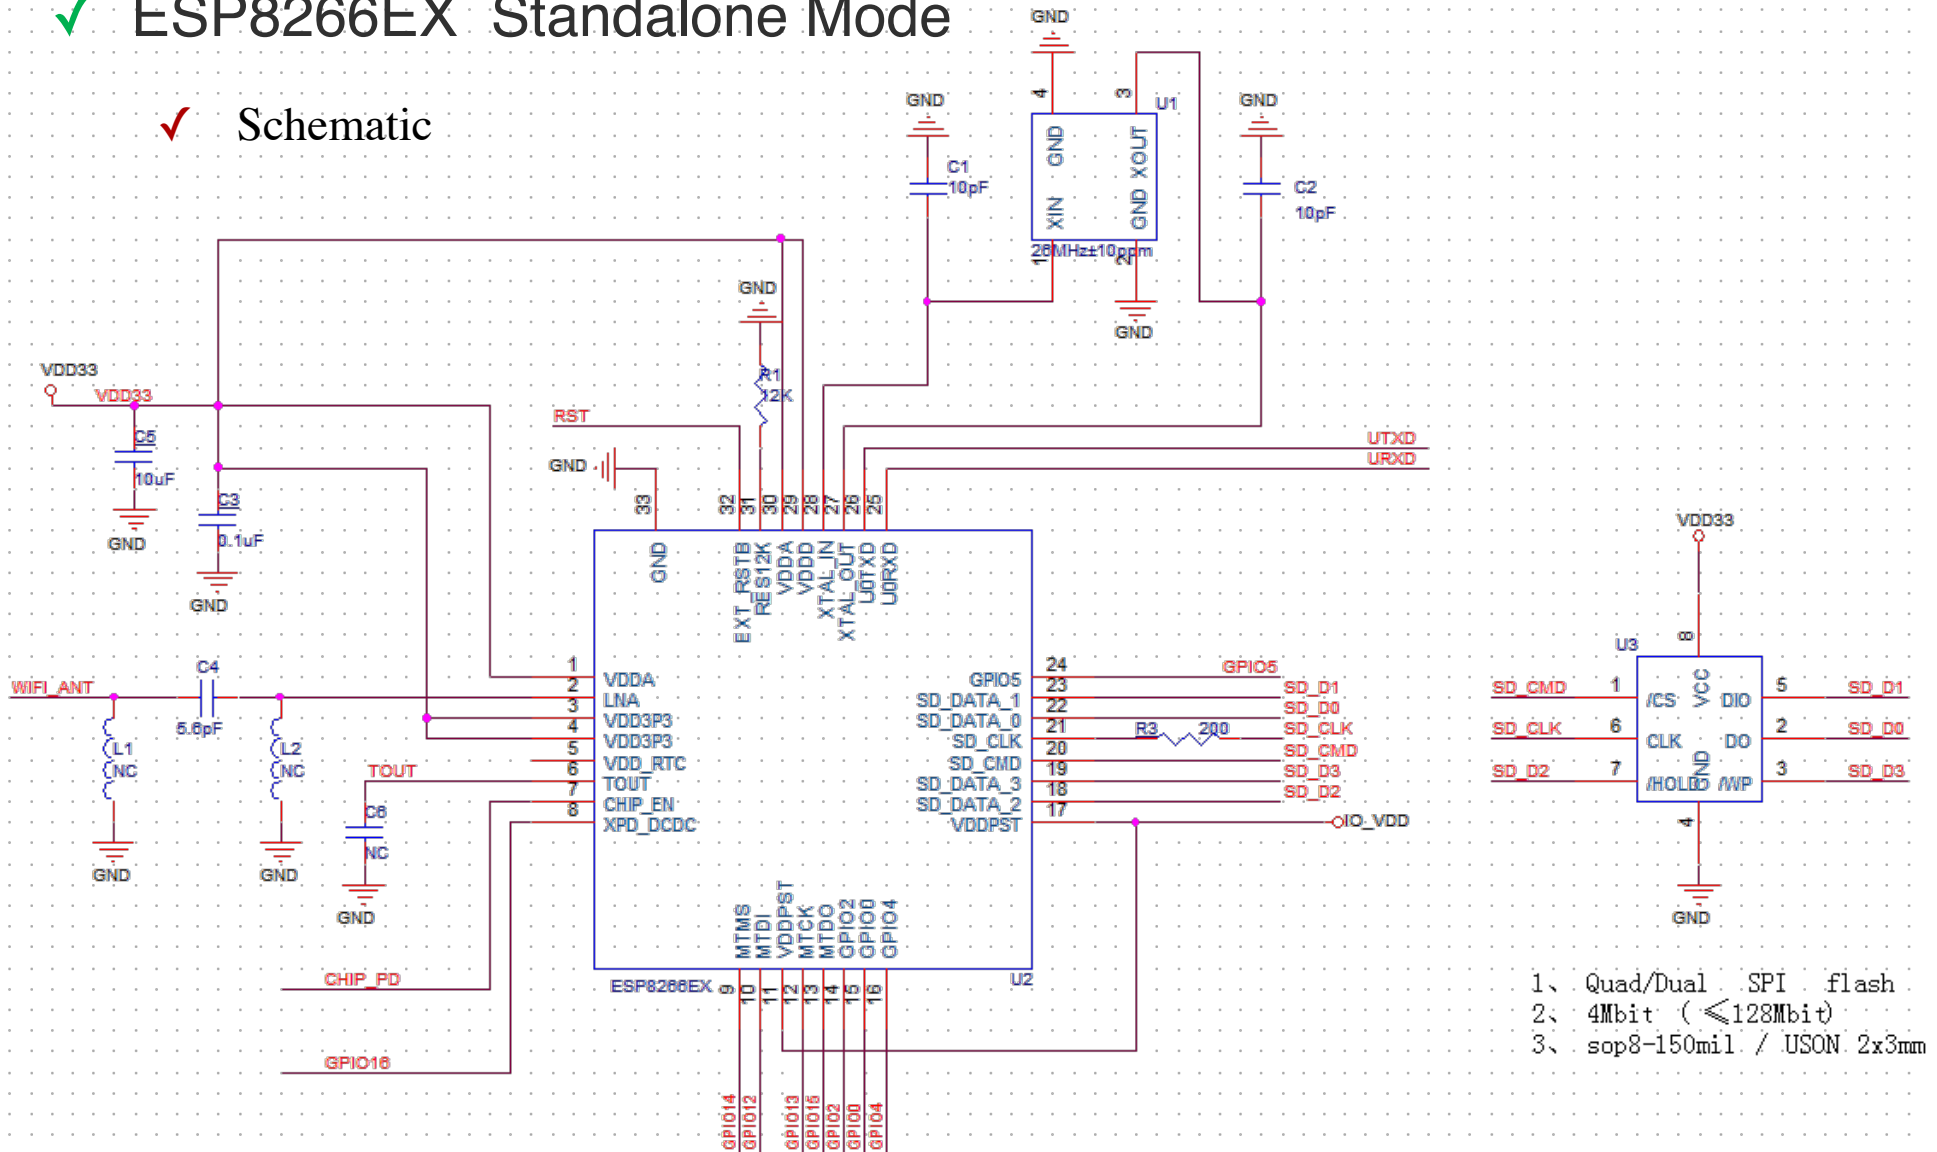 ✓ ESP8266EX Standalone Mode
✓ Schematic
GND
4
3
U1
GND
XOUT
XIN
GND
26MHz±10ppm
1
2
GND
GND
C1
10pF
GND
C2
10pF
GND
R1
12K
VDD33
VDD33
C5
10uF
GND
C3
0.1uF
GND
RST
GND
UTXD
URXD
33
32
31
30
29
28
27
26
25
GND
EXT_RSTB
RES12K
VDDA
VDDD
XTAL_IN
XTAL_OUT
U0TXD
U0RXD
WIFI_ANT
C4
5.6pF
L1
NC
GND
L2
NC
GND
TOUT
C6
NC
GND
CHIP_PD
GPIO16
1 VDDA
2 LNA
3 VDD3P3
4 VDD3P3
5 VDD_RTC
6 TOUT
7 CHIP_EN
8 XPD_DCDC
GPIO5 24 GPIO5
SD_DATA_1 23 SD_D1
SD_DATA_0 22 SD_D0
SD_CLK 21 R3 200 SD_CLK
SD_CMD 20 SD_CMD
SD_DATA_3 19 SD_D3
SD_DATA_2 18 SD_D2
VDDPST 17 IO_VDD
MTMS
MTDI
VDDPST
MTCK
MTDO
GPIO2
GPIO0
GPIO4
ESP8266EX
U2
9
10
11
12
13
14
15
16
GPIO14
GPIO12
GPIO13
GPIO15
GPIO2
GPIO0
GPIO4
VDD33
8
U3
VCC
SD_CMD 1 /CS DIO 5 SD_D1
SD_CLK 6 CLK DO 2 SD_D0
SD_D2 7 /HOLD /WP 3 SD_D3
GND
4
GND
1、 Quad/Dual SPI flash
2、 4Mbit (≤128Mbit)
3、 sop8-150mil / USON 2x3mm